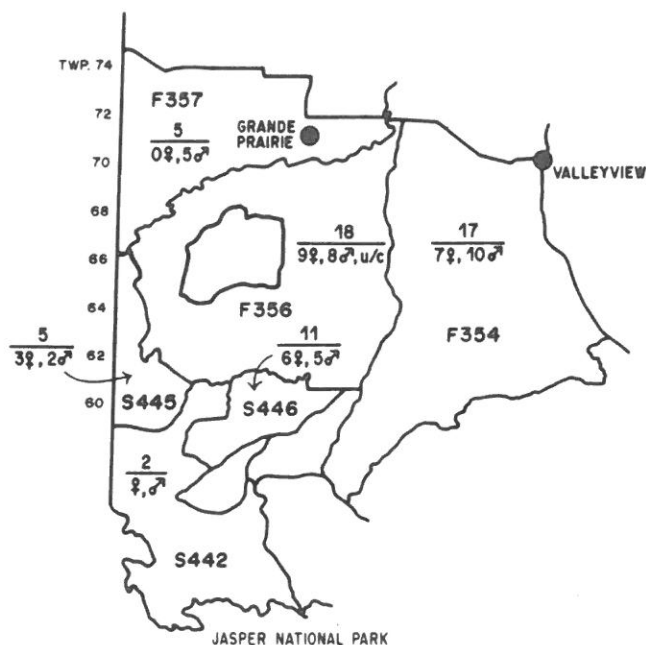 TWP. 74
F357
72
5
0♀,5♂
GRANDE
PRAIRIE
70
VALLEYVIEW
68
18
9♀,8♂,u/c
17
7♀,10♂
66
64
F356
F354
5
3♀,2♂
62
11
6♀,5♂
60
S445
S446
2
♀,♂
S442
JASPER NATIONAL PARK